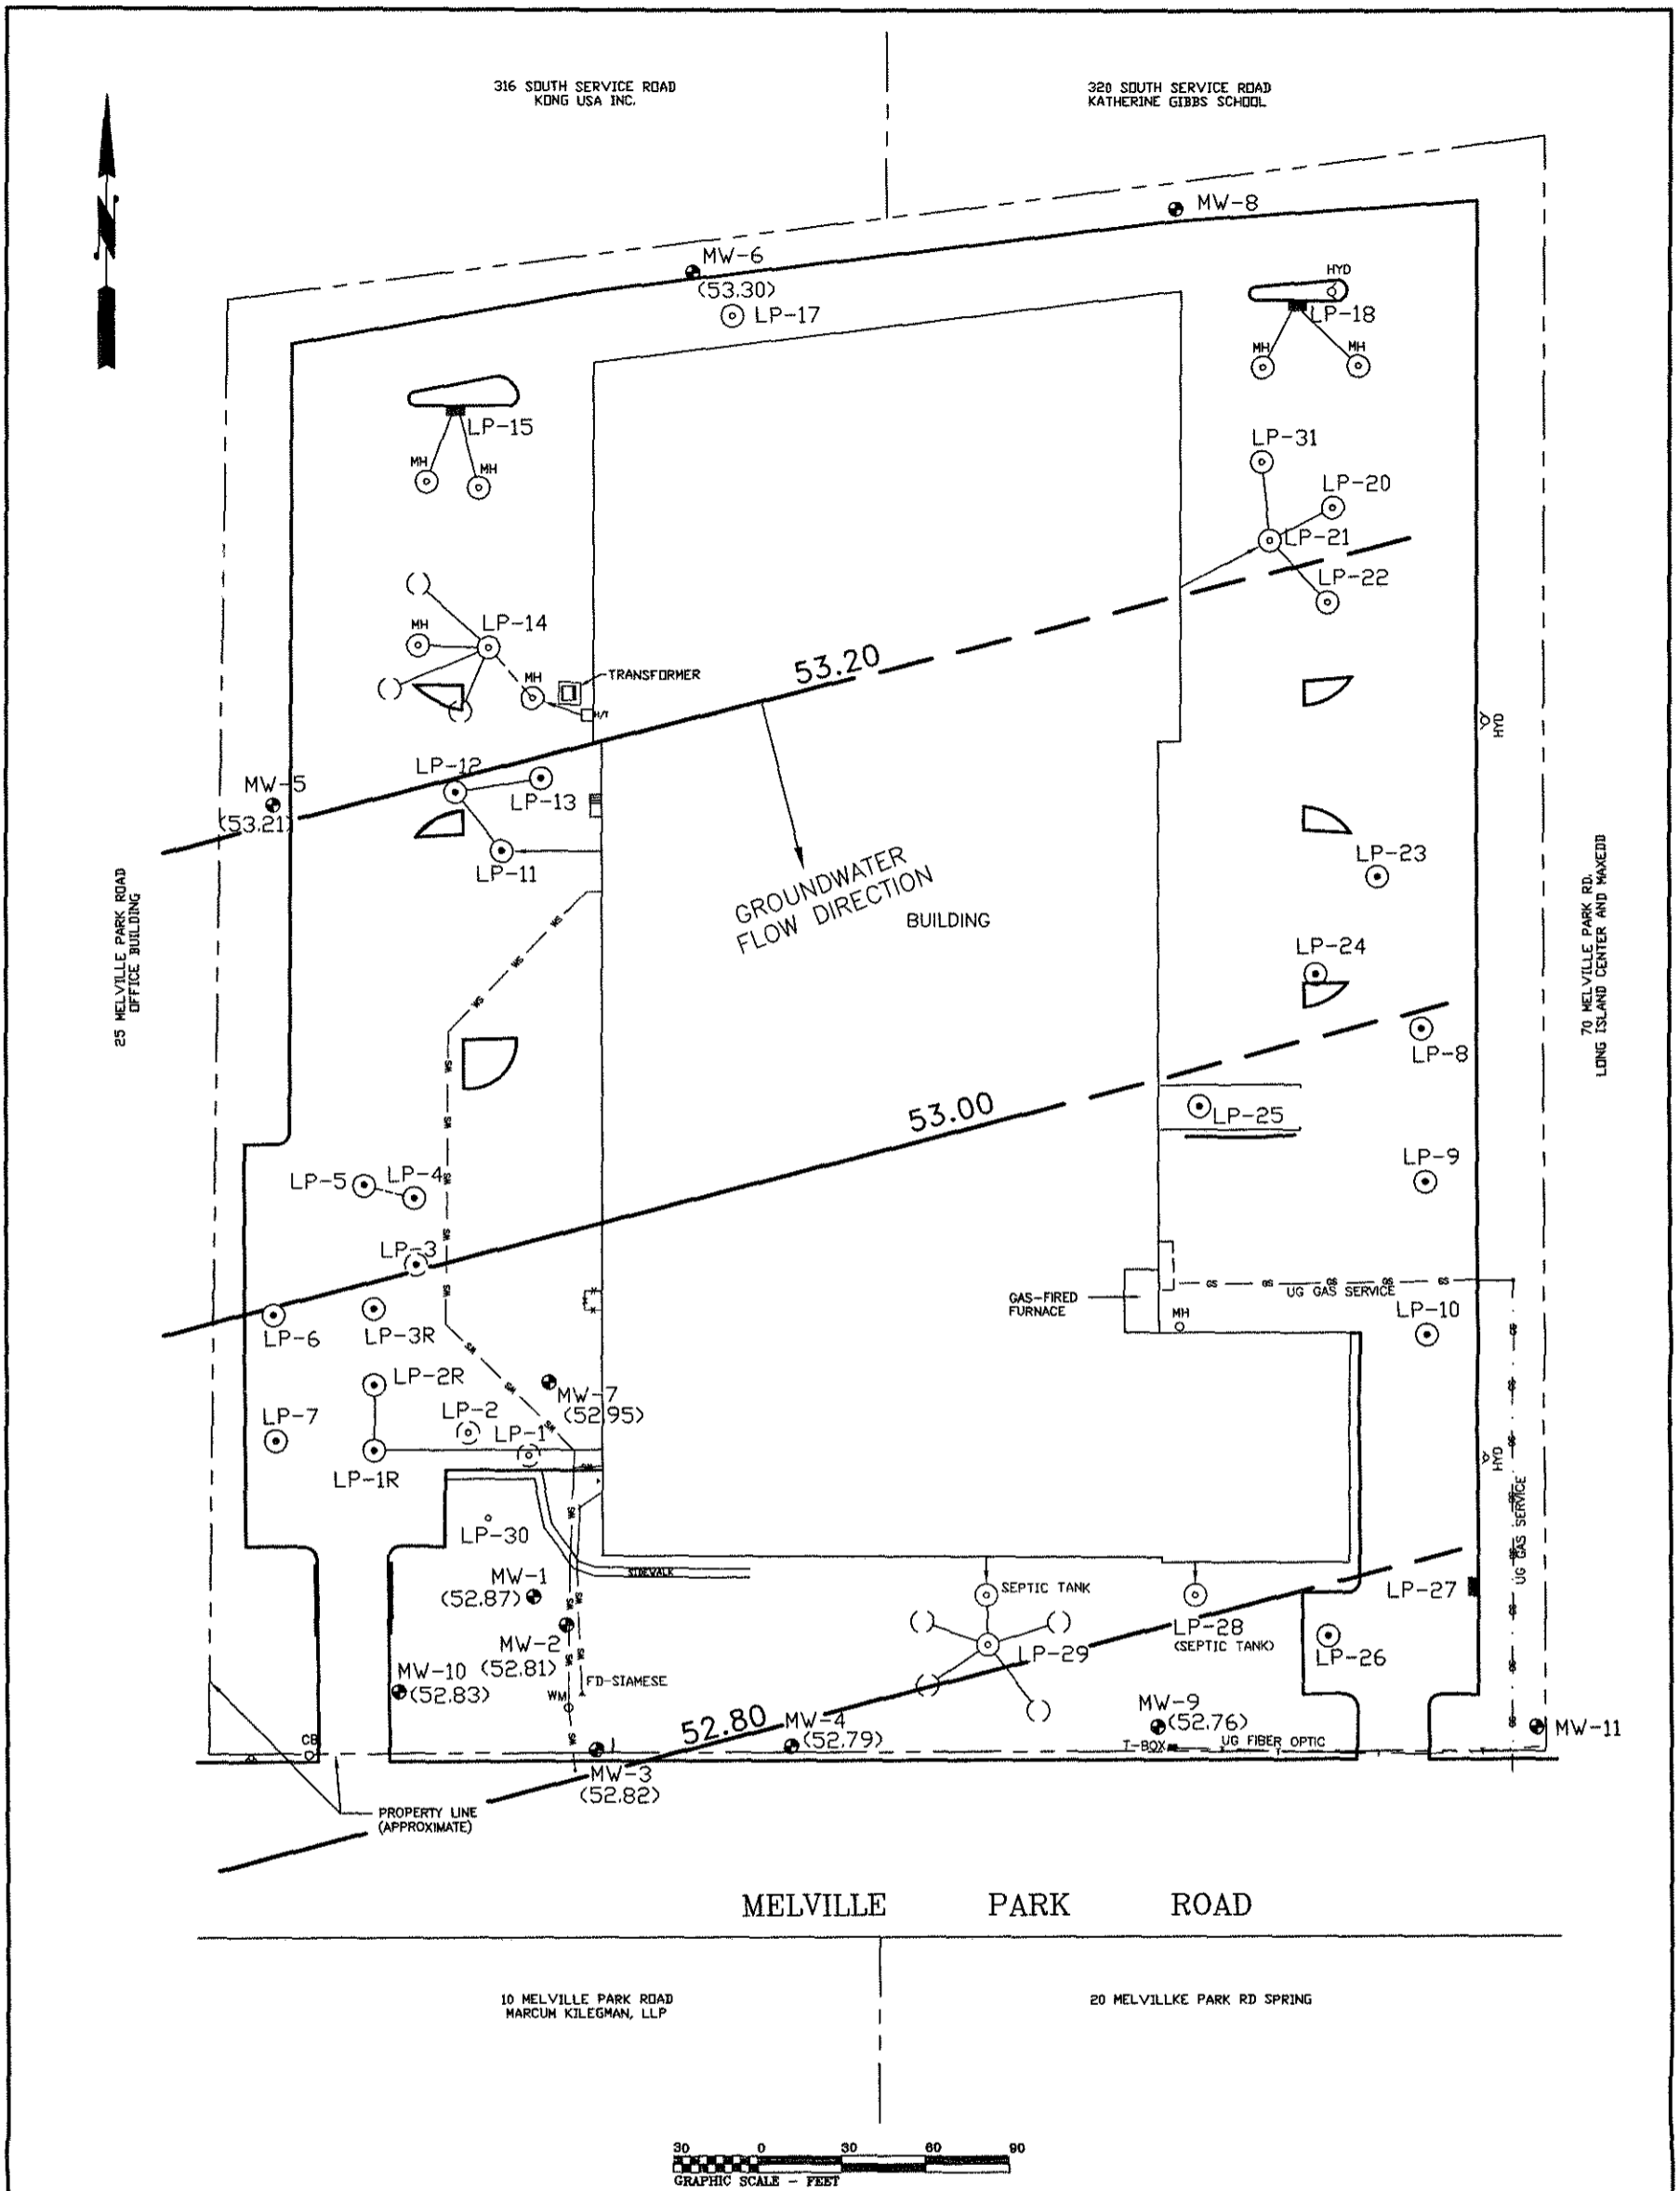 316 SOUTH SERVICE ROAD
KONG USA INC.
320 SOUTH SERVICE ROAD
KATHERINE GIBBS SCHOOL
N
MW-8
MW-6
(53.30)
LP-17
HYD
LP-18
MH
MH
LP-15
MH
MH
LP-31
LP-20
LP-21
LP-22
LP-14
MH
MH
TRANSFORMER
H/T
53.20
HYD
LP-12
LP-13
MW-5
(53.21)
LP-11
LP-23
GROUNDWATER
FLOW DIRECTION
BUILDING
25 MELVILLE PARK ROAD
OFFICE BUILDING
70 MELVILLE PARK RD.
LONG ISLAND CENTER AND MAXEDD
LP-24
LP-8
53.00
LP-25
LP-5
LP-4
LP-9
LP-3
LP-6
LP-3R
GAS-FIRED
FURNACE
MH
GS GS GS GS GS
UG GAS SERVICE
LP-10
LP-2R
MW-7
(52.95)
LP-7
LP-2
LP-1
LP-1R
HYD
LP-30
SIDEWALK
UG GAS SERVICE
MW-1
(52.87)
SEPTIC TANK
LP-27
LP-28
(SEPTIC TANK)
MW-2
(52.81)
LP-29
LP-26
MW-10
(52.83)
FD-SIAMESE
WM
52.80
MW-4
(52.79)
MW-9
(52.76)
MW-11
CB
T-BOX
UG FIBER OPTIC
MW-3
(52.82)
PROPERTY LINE
(APPROXIMATE)
MELVILLE PARK ROAD
10 MELVILLE PARK ROAD
MARCUM KILEGMAN, LLP
20 MELVILLKE PARK RD SPRING
30 0 30 60 90
GRAPHIC SCALE - FEET